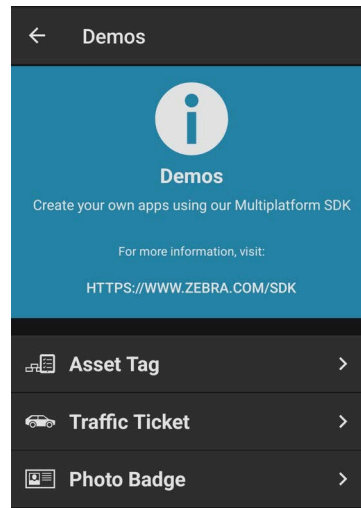 Demos
Demos
Create your own apps using our Multiplatform SDK
For more information, visit:
HTTPS://WWW.ZEBRA.COM/SDK
Asset Tag
Traffic Ticket
Photo Badge